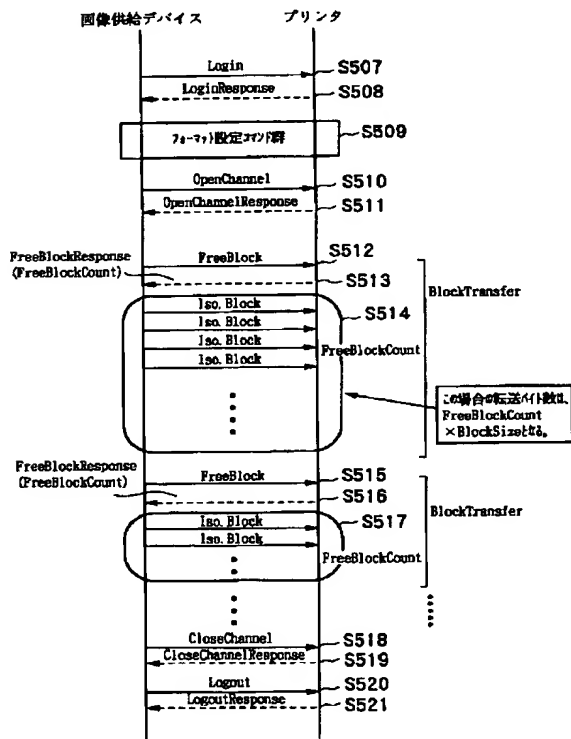 画像供給デバイス
プリンタ
Login
S507
LoginResponse
S508
フォーマット設定コマンド群
S509
OpenChannel
S510
OpenChannelResponse
S511
FreeBlockResponse
(FreeBlockCount)
FreeBlock
S512
S513
BlockTransfer
Iso.Block
S514
Iso.Block
Iso.Block
FreeBlockCount
Iso.Block
この場合の転送バイト数は、
FreeBlockCount
×BlockSizeとなる。
FreeBlockResponse
(FreeBlockCount)
FreeBlock
S515
S516
BlockTransfer
Iso.Block
S517
Iso.Block
FreeBlockCount
CloseChannel
S518
CloseChannelResponse
S519
Logout
S520
LogoutResponse
S521